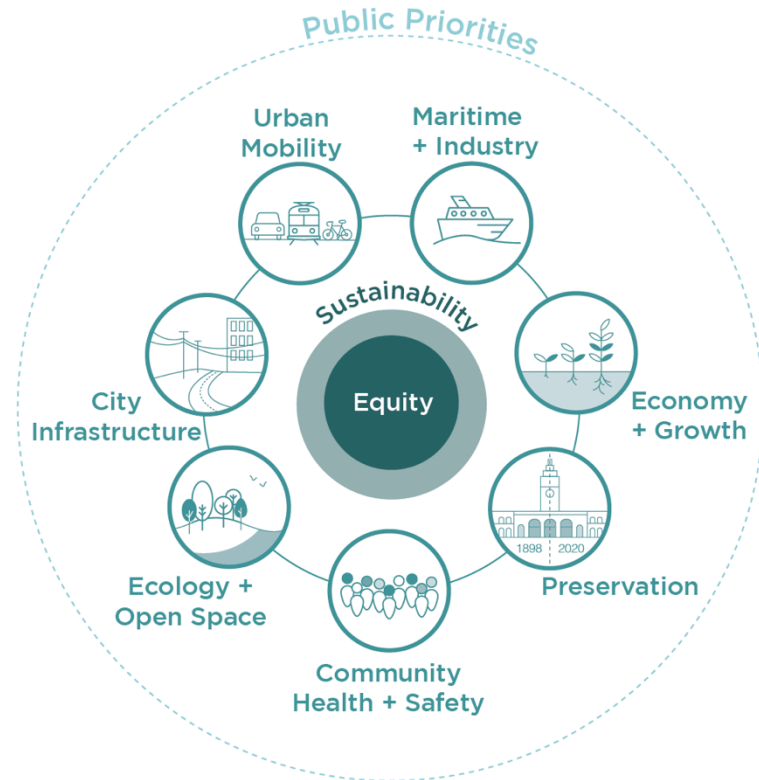 Public Priorities
Urban
Mobility
Maritime
+ Industry
Sustainability
Equity
City
Infrastructure
Economy
+ Growth
1898 2020
Ecology +
Open Space
Preservation
Community
Health + Safety